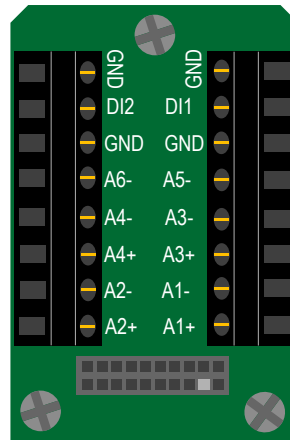 GND GND
DI2 DI1
GND GND
A6- A5-
A4- A3-
A4+ A3+
A2- A1-
A2+ A1+